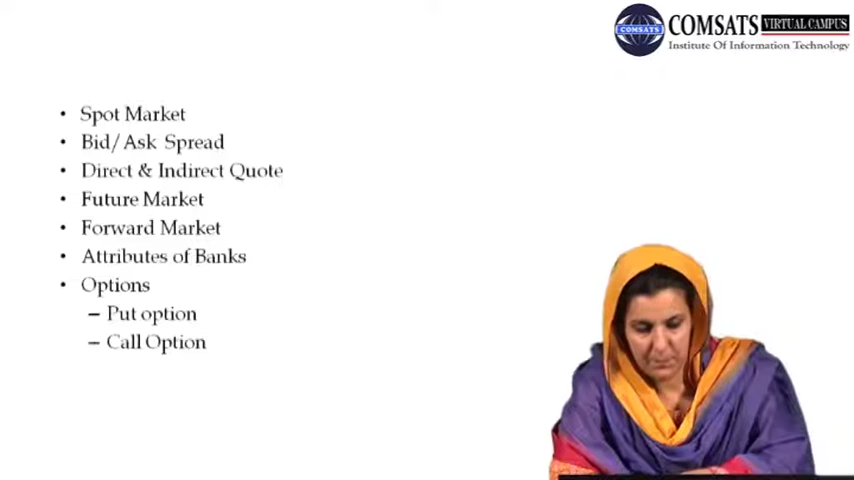 COMSATS
COMSATS VIRTUAL CAMPUS
Institute Of Information Technology
• Spot Market
• Bid/Ask Spread
• Direct & Indirect Quote
• Future Market
• Forward Market
• Attributes of Banks
• Options
– Put option
– Call Option